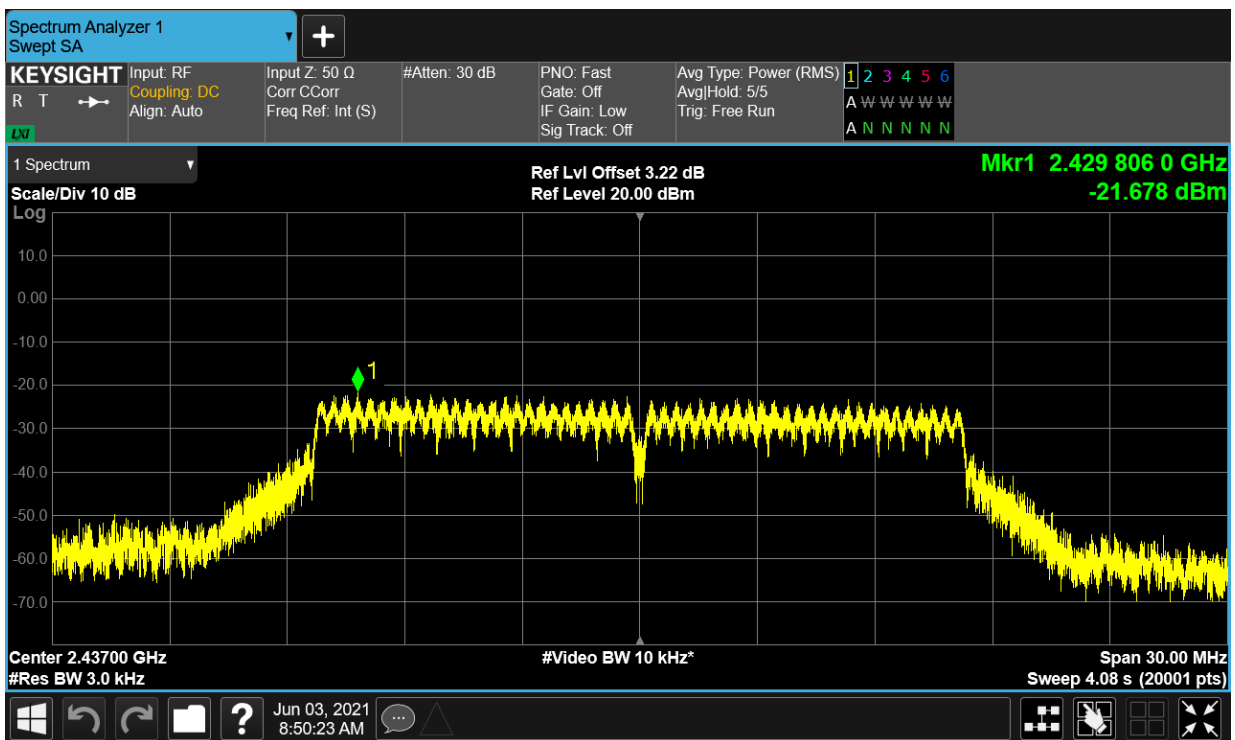 Spectrum Analyzer 1
Swept SA
KEYSIGHT
R T
LXI
Input: RF
Coupling: DC
Align: Auto
Input Z: 50 Ω
Corr CCorr
Freq Ref: Int (S)
#Atten: 30 dB
PNO: Fast
Gate: Off
IF Gain: Low
Sig Track: Off
Avg Type: Power (RMS)
Avg|Hold: 5/5
Trig: Free Run
1 2 3 4 5 6
A W W W W W
A N N N N N
1 Spectrum
Scale/Div 10 dB
Log
Ref Lvl Offset 3.22 dB
Ref Level 20.00 dBm
Mkr1 2.429 806 0 GHz
-21.678 dBm
10.0
0.00
-10.0
-20.0
-30.0
-40.0
-50.0
-60.0
-70.0
1
Center 2.43700 GHz
#Res BW 3.0 kHz
#Video BW 10 kHz*
Span 30.00 MHz
Sweep 4.08 s (20001 pts)
?
Jun 03, 2021
8:50:23 AM